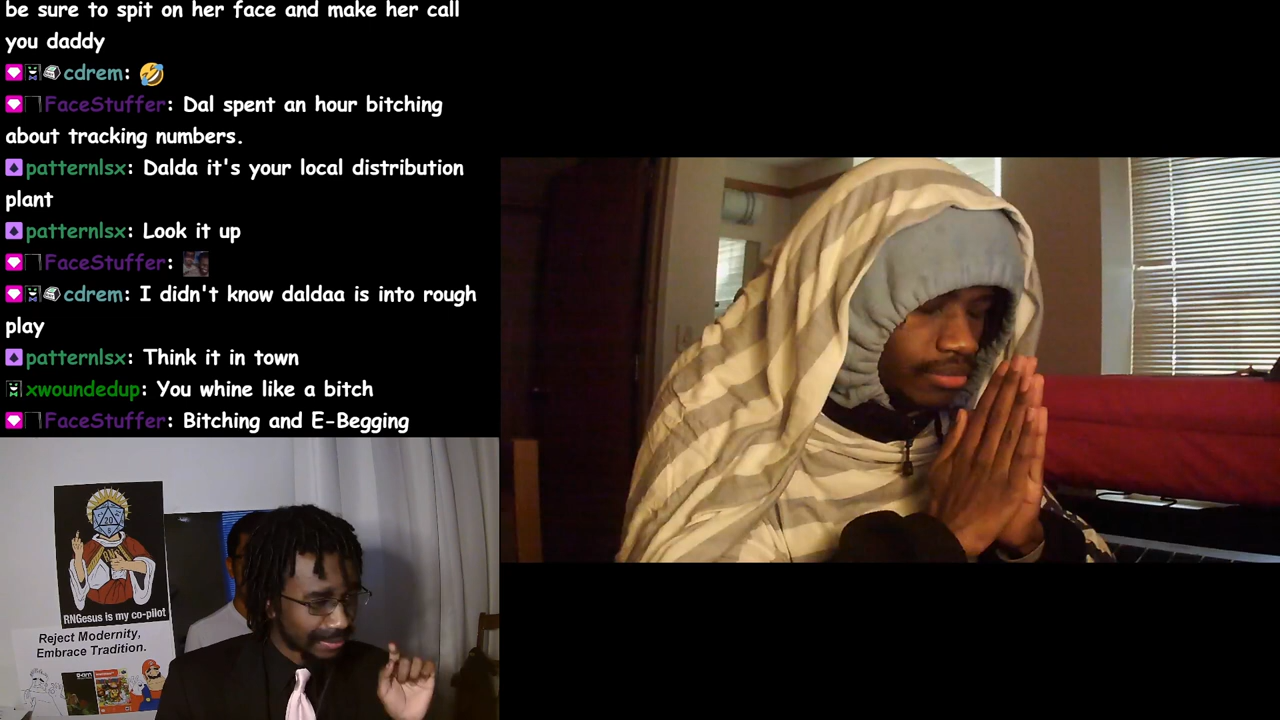 be sure to spit on her face and make her call
you daddy
cdrem: 🤣
FaceStuffer: Dal spent an hour bitching
about tracking numbers.
patternlsx: Dalda it's your local distribution
plant
patternlsx: Look it up
FaceStuffer:
cdrem: I didn't know daldaa is into rough
play
patternlsx: Think it in town
xwoundedup: You whine like a bitch
FaceStuffer: Bitching and E-Begging
20
RNGesus is my co-pilot
Reject Modernity,
Embrace Tradition.